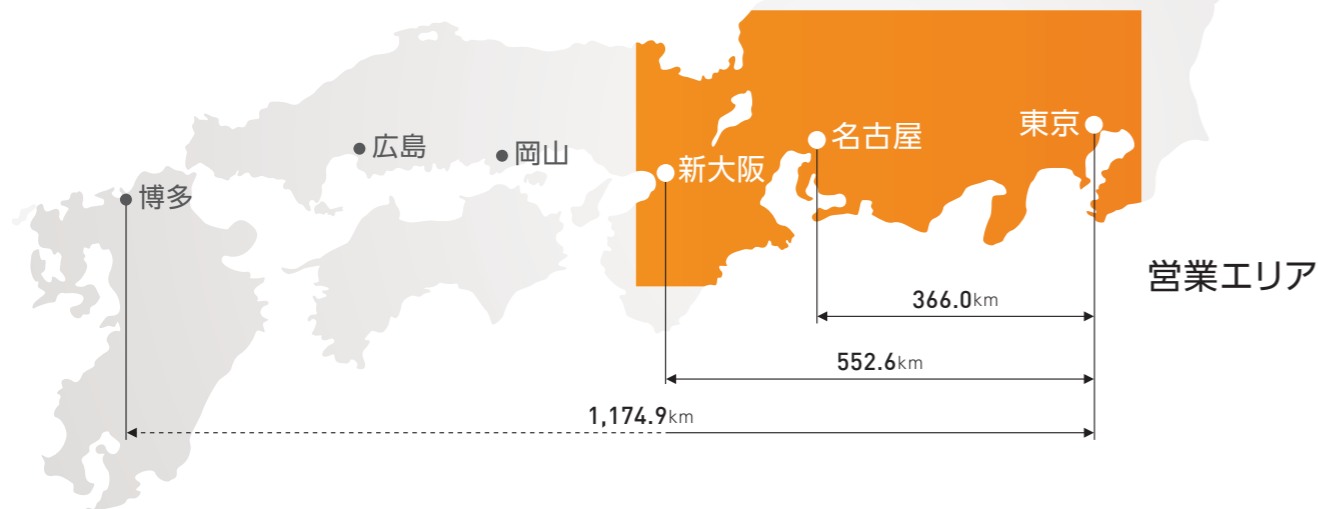 東京
名古屋
新大阪
岡山
広島
博多
営業エリア
366.0km
552.6km
1,174.9km